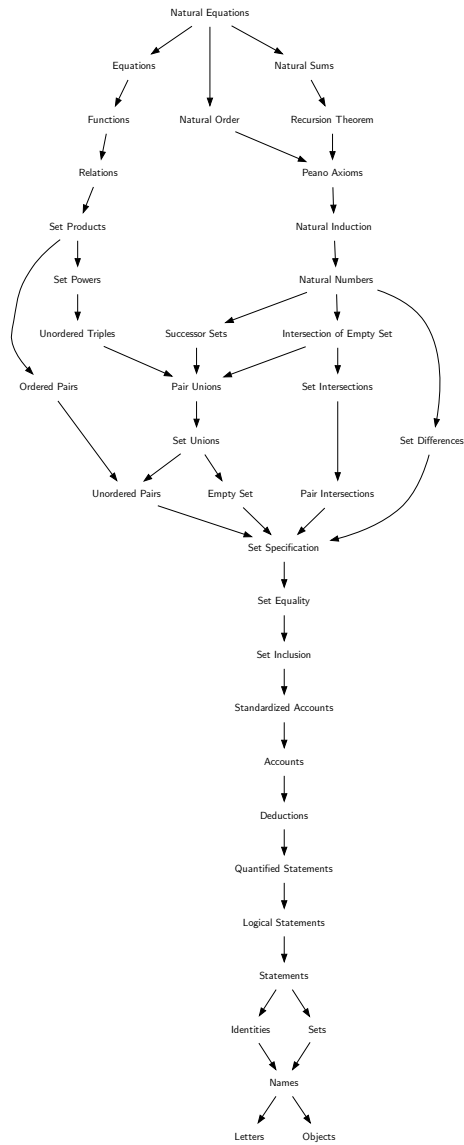 Natural Equations
Equations
Natural Sums
Functions
Natural Order
Recursion Theorem
Relations
Peano Axioms
Set Products
Natural Induction
Set Powers
Natural Numbers
Unordered Triples
Successor Sets
Intersection of Empty Set
Ordered Pairs
Pair Unions
Set Intersections
Set Unions
Set Differences
Unordered Pairs
Empty Set
Pair Intersections
Set Specification
Set Equality
Set Inclusion
Standardized Accounts
Accounts
Deductions
Quantified Statements
Logical Statements
Statements
Identities
Sets
Names
Letters
Objects